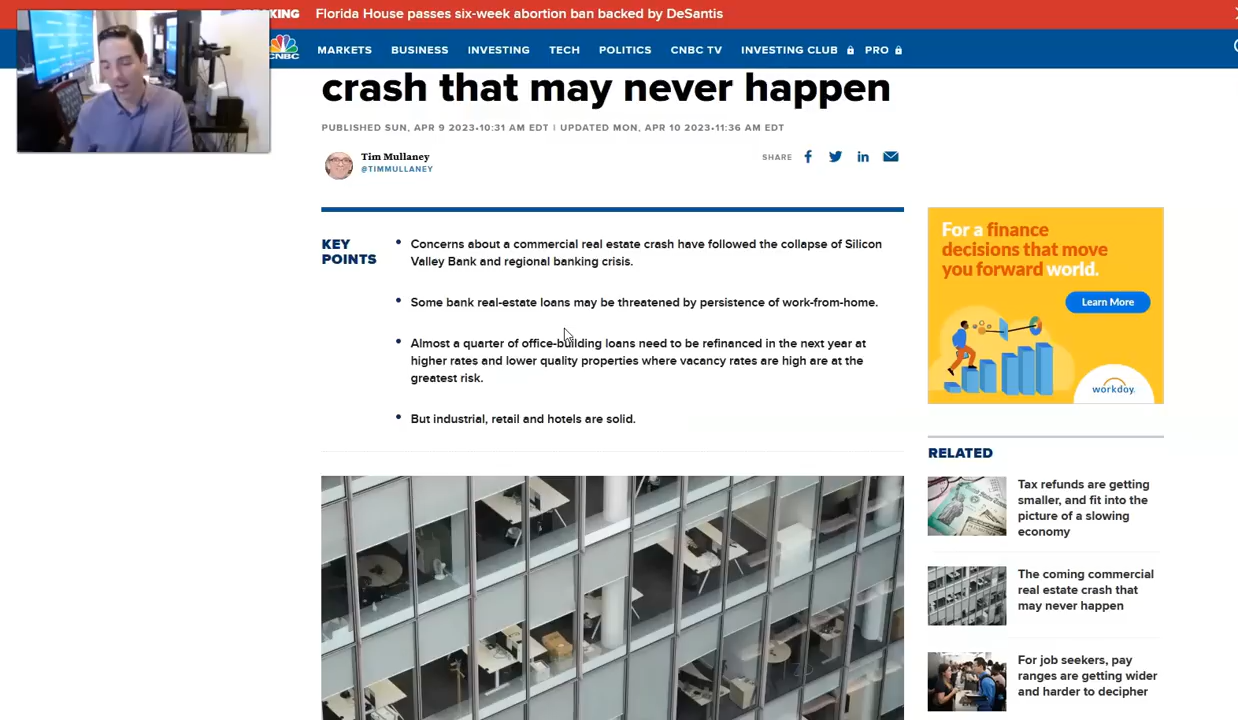 KING Florida House passes six-week abortion ban backed by DeSantis
CNBC MARKETS BUSINESS INVESTING TECH POLITICS CNBC TV INVESTING CLUB PRO
crash that may never happen
PUBLISHED SUN, APR 9 2023•10:31 AM EDT | UPDATED MON, APR 10 2023•11:36 AM EDT
Tim Mullaney
@TIMMULLANEY
SHARE
KEY
POINTS
Concerns about a commercial real estate crash have followed the collapse of Silicon
Valley Bank and regional banking crisis.
Some bank real-estate loans may be threatened by persistence of work-from-home.
Almost a quarter of office-building loans need to be refinanced in the next year at
higher rates and lower quality properties where vacancy rates are high are at the
greatest risk.
But industrial, retail and hotels are solid.
For a finance
decisions that move
you forward world.
Learn More
workday.
RELATED
Tax refunds are getting
smaller, and fit into the
picture of a slowing
economy
The coming commercial
real estate crash that
may never happen
For job seekers, pay
ranges are getting wider
and harder to decipher